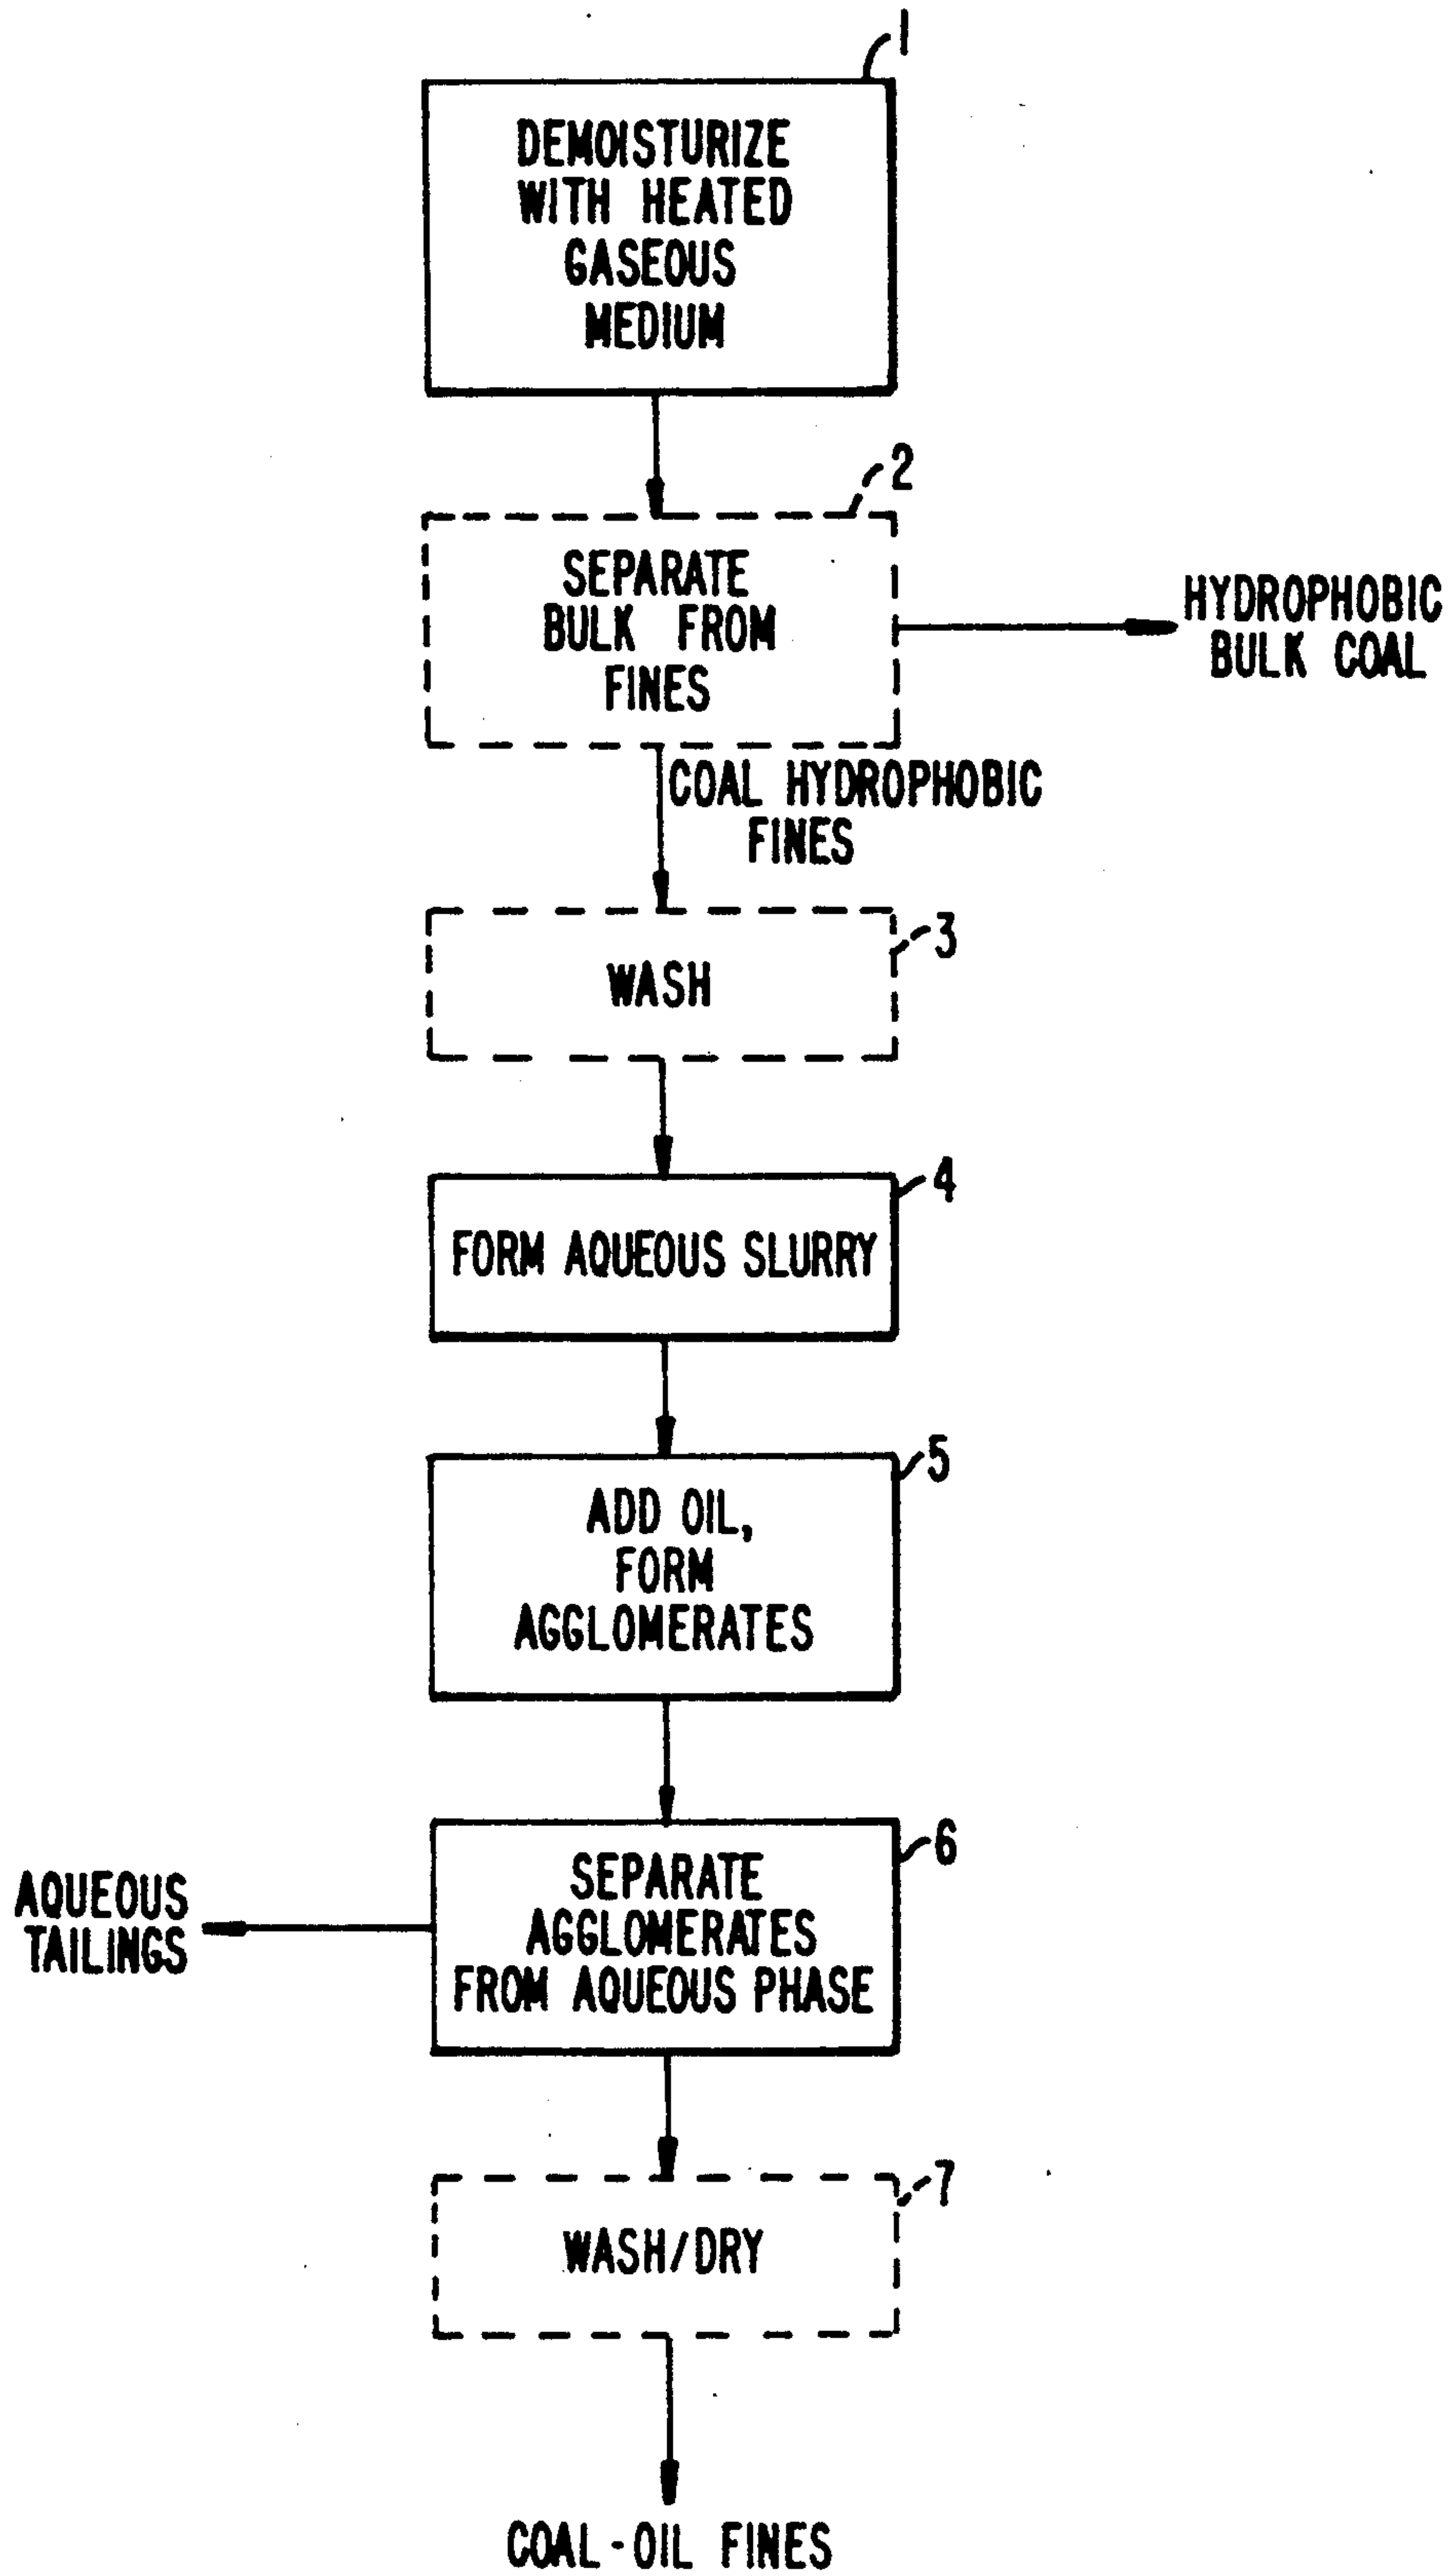 1
DEMOISTURIZE
WITH HEATED
GASEOUS
MEDIUM
2
SEPARATE
BULK FROM
FINES
HYDROPHOBIC
BULK COAL
COAL HYDROPHOBIC
FINES
3
WASH
4
FORM AQUEOUS SLURRY
5
ADD OIL,
FORM
AGGLOMERATES
6
SEPARATE
AGGLOMERATES
FROM AQUEOUS PHASE
AQUEOUS
TAILINGS
7
WASH/DRY
COAL-OIL FINES